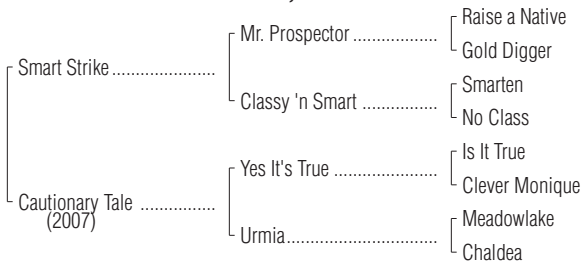 Raise a Native
Mr. Prospector ..................
Gold Digger
Smart Strike ......................
Smarten
Classy 'n Smart ................
No Class
Is It True
Yes It's True ......................
Clever Monique
Cautionary Tale ................
(2007)
Meadowlake
Urmia ................................
Chaldea